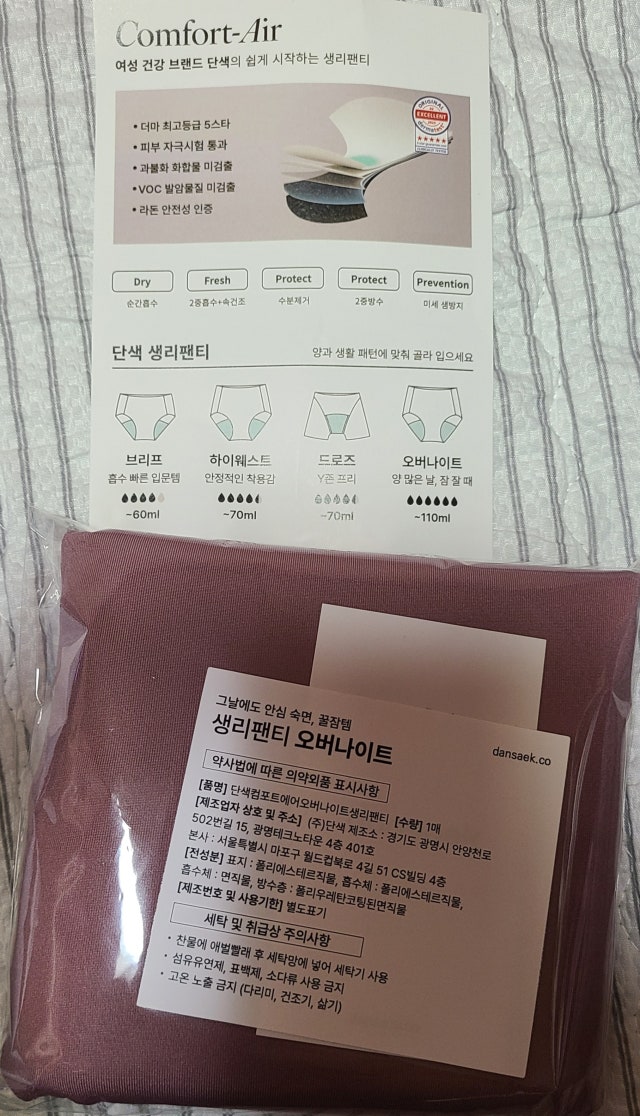 Comfort-Air
여성 건강 브랜드 단색의 쉽게 시작하는 생리팬티
• 더마 최고등급 5스타
• 피부 자극시험 통과
• 과불화 화합물 미검출
• VOC 발암물질 미검출
• 라돈 안전성 인증
ORIGINAL
EXCELLENT
dermatest
Dry Fresh Protect Protect Prevention
순간흡수 2중흡수+속건조 수분제거 2중방수 미세 샘방지
단색 생리팬티 양과 생활 패턴에 맞춰 골라 입으세요
브리프 하이웨스트 드로즈 오버나이트
흡수 빠른 입문템 안정적인 착용감 Y존 프리 양 많은 날, 잠 잘 때
~60ml ~70ml ~70ml ~110ml
그날에도 안심 숙면, 꿀잠템
생리팬티 오버나이트 dansaek.co
약사법에 따른 의약외품 표시사항
[품명] 단색컴포트에어오버나이트생리팬티 [수량] 1매
[제조업자 상호 및 주소] (주)단색 제조소 : 경기도 광명시 안양천로
502번길 15, 광명테크노타운 4층 401호
본사 : 서울특별시 마포구 월드컵북로 4길 51 CS빌딩 4층
[전성분] 표지 : 폴리에스테르직물, 흡수체 : 폴리에스테르직물,
흡수체 : 면직물, 방수층 : 폴리우레탄코팅된면직물
[제조번호 및 사용기한] 별도표기
세탁 및 취급상 주의사항
• 찬물에 애벌빨래 후 세탁망에 넣어 세탁기 사용
• 섬유유연제, 표백제, 소다류 사용 금지
• 고온 노출 금지 (다리미, 건조기, 삶기)